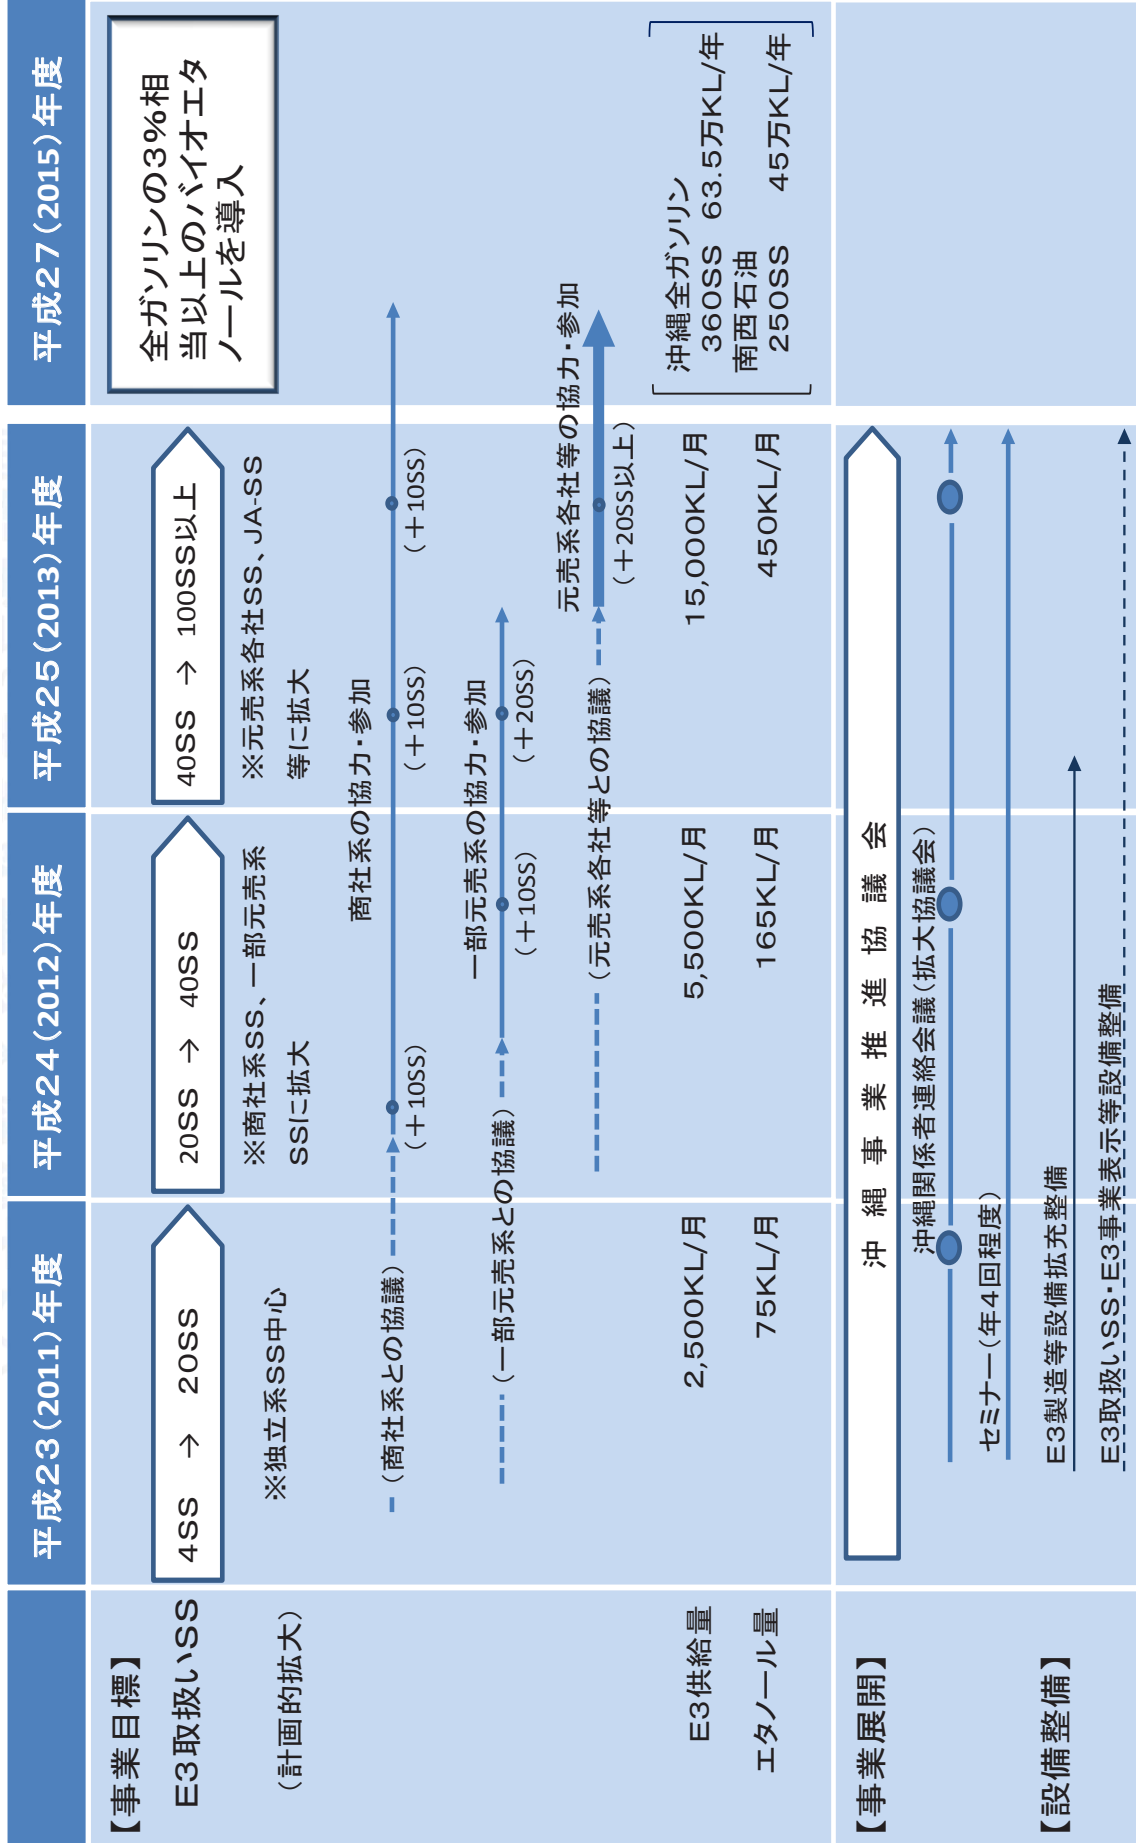 平成23(2011)年度
平成24(2012)年度
平成25(2013)年度
平成27(2015)年度
【事業目標】
E3取扱いSS
(計画的拡大)
4SS → 20SS
20SS → 40SS
40SS → 100SS以上
全ガソリンの3%相
当以上のバイオエタ
ノールを導入
※独立系SS中心
※商社系SS、一部元売系
SSに拡大
※元売系各社SS、JA-SS
等に拡大
(商社系との協議)
商社系の協力・参加
(+10SS)
(+10SS)
(+10SS)
(一部元売系との協議)
一部元売系の協力・参加
(+10SS)
(+20SS)
(元売系各社等との協議)
元売系各社等の協力・参加
(+20SS以上)
E3供給量
2,500KL/月
5,500KL/月
15,000KL/月
エタノール量
75KL/月
165KL/月
450KL/月
沖縄全ガソリン
360SS 63.5万KL/年
南西石油
250SS 45万KL/年
【事業展開】
沖縄事業推進協議会
沖縄関係者連絡会議(拡大協議会)
セミナー(年4回程度)
【設備整備】
E3製造等設備拡充整備
E3取扱いSS・E3事業表示等設備整備